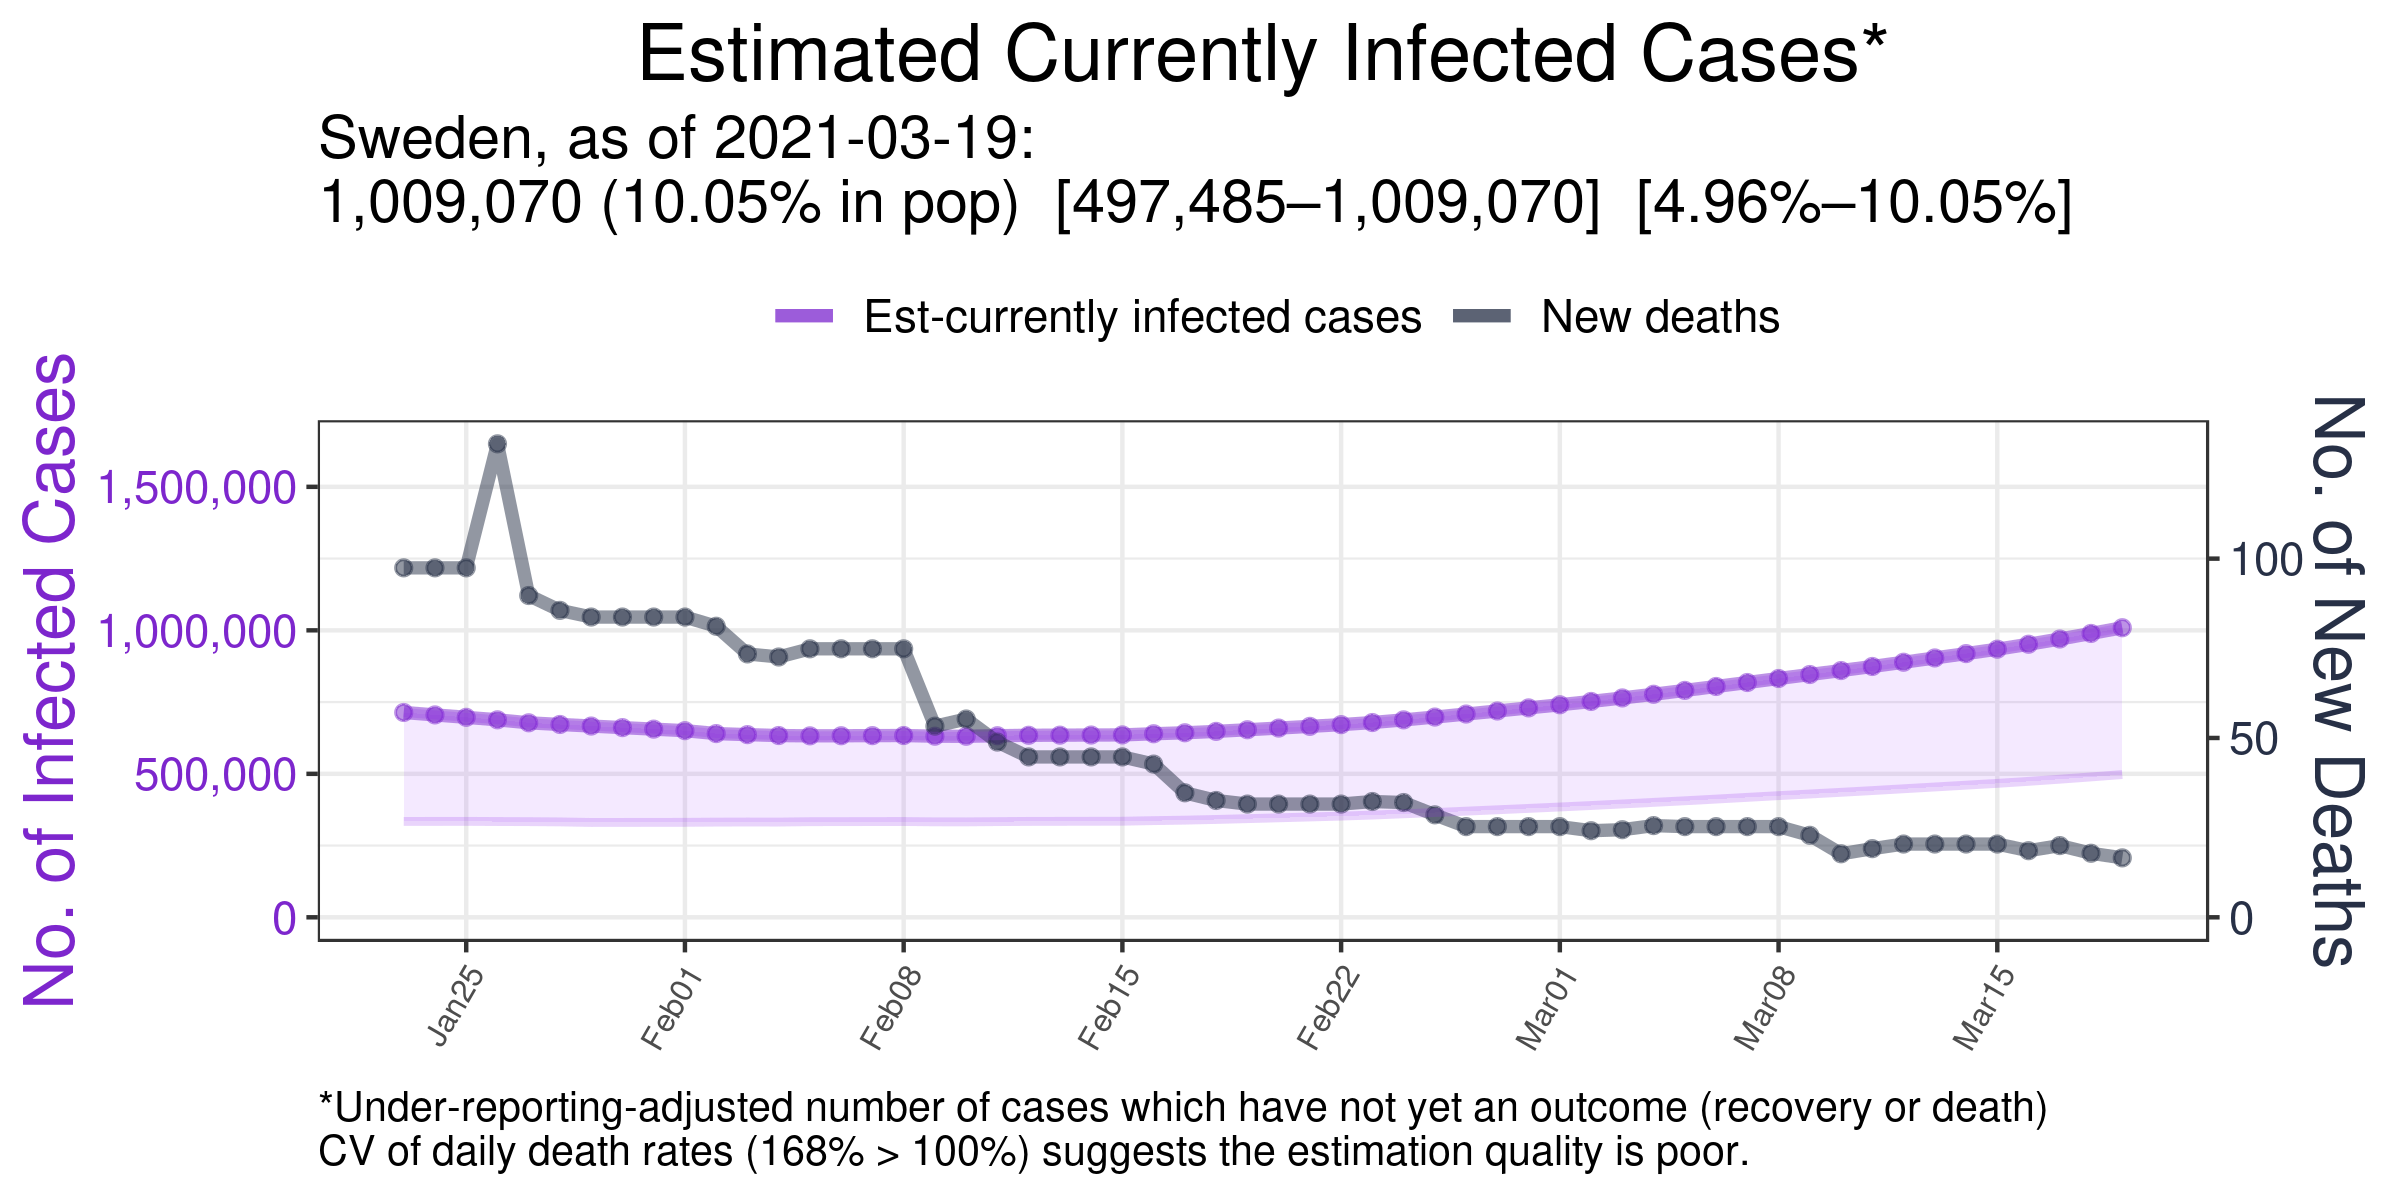 Estimated Currently Infected Cases*
Sweden, as of 2021-03-19:
1,009,070 (10.05% in pop)  [497,485–1,009,070]  [4.96%–10.05%]
Est-currently infected cases
New deaths
No. of Infected Cases
1,500,000
1,000,000
500,000
0
No. of New Deaths
100
50
0
Jan25
Feb01
Feb08
Feb15
Feb22
Mar01
Mar08
Mar15
*Under-reporting-adjusted number of cases which have not yet an outcome (recovery or death)
CV of daily death rates (168% > 100%) suggests the estimation quality is poor.